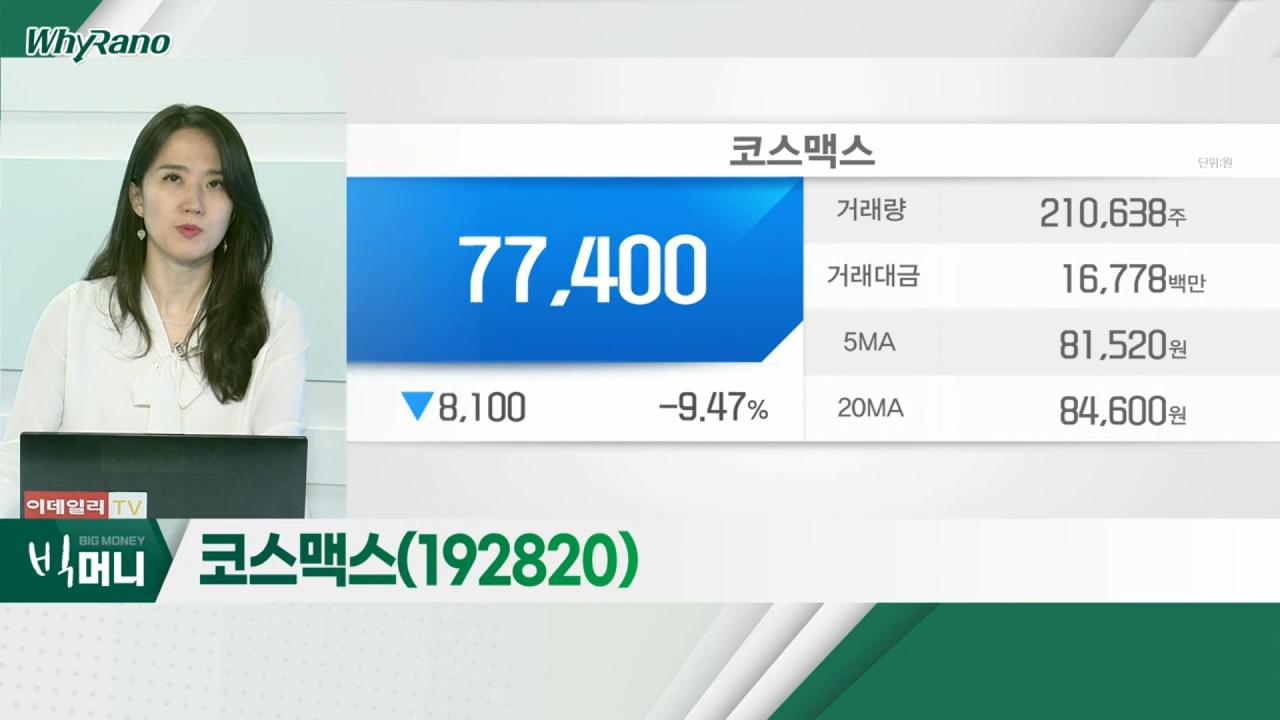 WhyRano
코스맥스
단위:원
77,400
▼8,100 -9.47%
거래량 210,638주
거래대금 16,778백만
5MA 81,520원
20MA 84,600원
이데일리 TV
BIG MONEY
빅머니
코스맥스(192820)